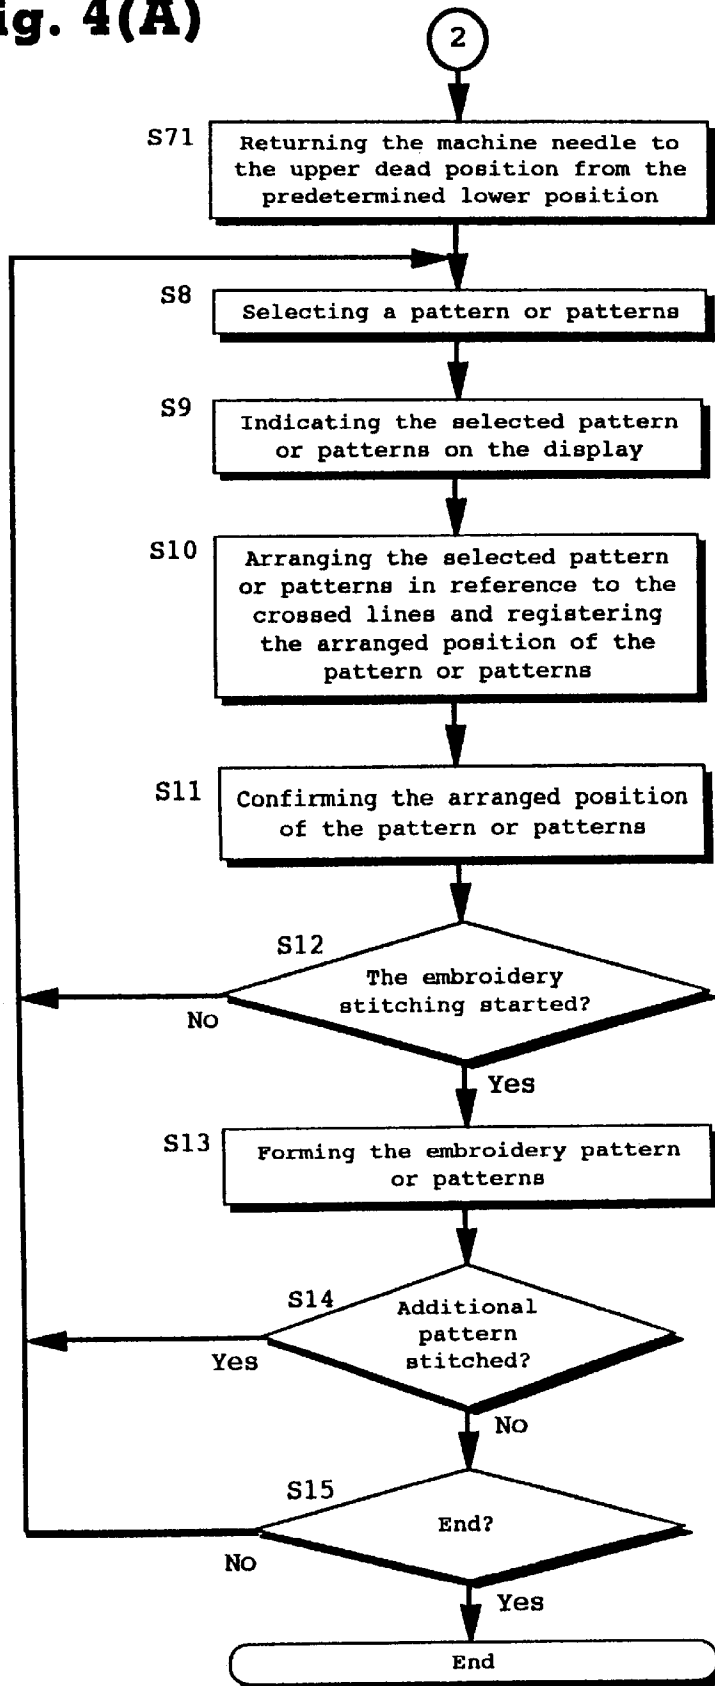 ig. 4(A)
2
S71
Returning the machine needle to
the upper dead position from the
predetermined lower position
S8
Selecting a pattern or patterns
S9
Indicating the selected pattern
or patterns on the display
S10
Arranging the selected pattern
or patterns in reference to the
crossed lines and registering
the arranged position of the
pattern or patterns
S11
Confirming the arranged position
of the pattern or patterns
S12
The embroidery
stitching started?
No
Yes
S13
Forming the embroidery pattern
or patterns
S14
Additional
pattern
stitched?
Yes
No
S15
End?
No
Yes
End